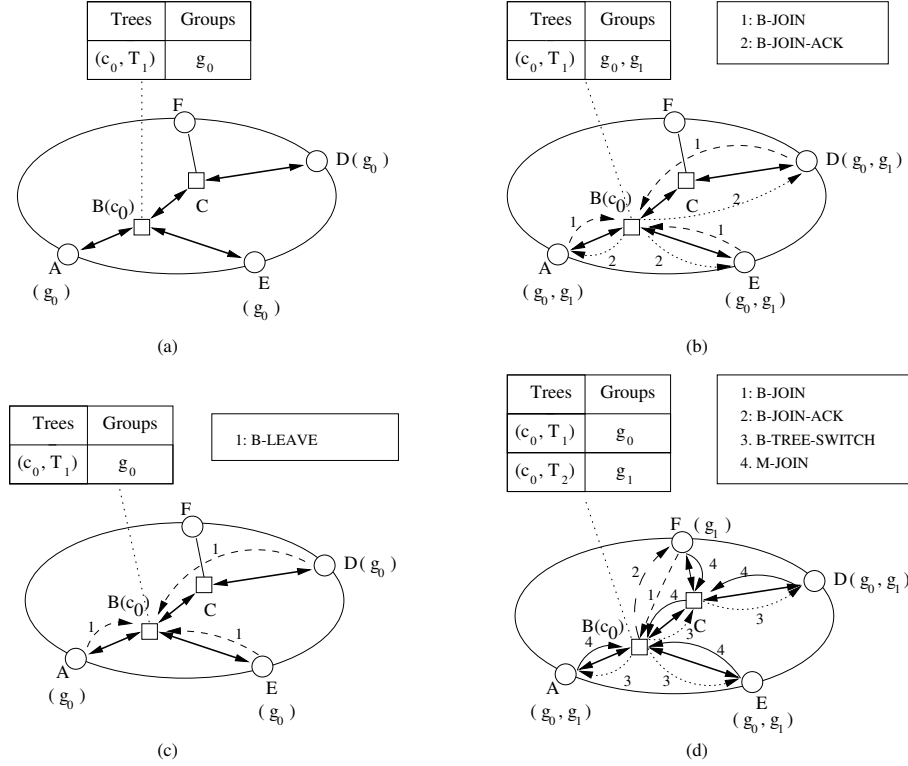 Trees Groups
(c0, T1) g0
F
D(g0)
B(c0)
C
A
(g0)
E
(g0)
(a)
Trees Groups
(c0, T1) g0, g1
1: B-JOIN
2: B-JOIN-ACK
F
1
D(g0, g1)
B(c0)
2
C
1
1
2
2
A
(g0, g1)
E
(g0, g1)
(b)
Trees Groups
(c0, T1) g0
1: B-LEAVE
F
1
D(g0)
B(c0)
C
1
1
A
(g0)
E
(g0)
(c)
Trees Groups
(c0, T1) g0
(c0, T2) g1
1: B-JOIN
2: B-JOIN-ACK
3. B-TREE-SWITCH
4. M-JOIN
F (g1)
2
4
4
1
4
D(g0, g1)
3
B(c0)
3
C
4
4
3
3
A
(g0, g1)
E
(g0, g1)
(d)